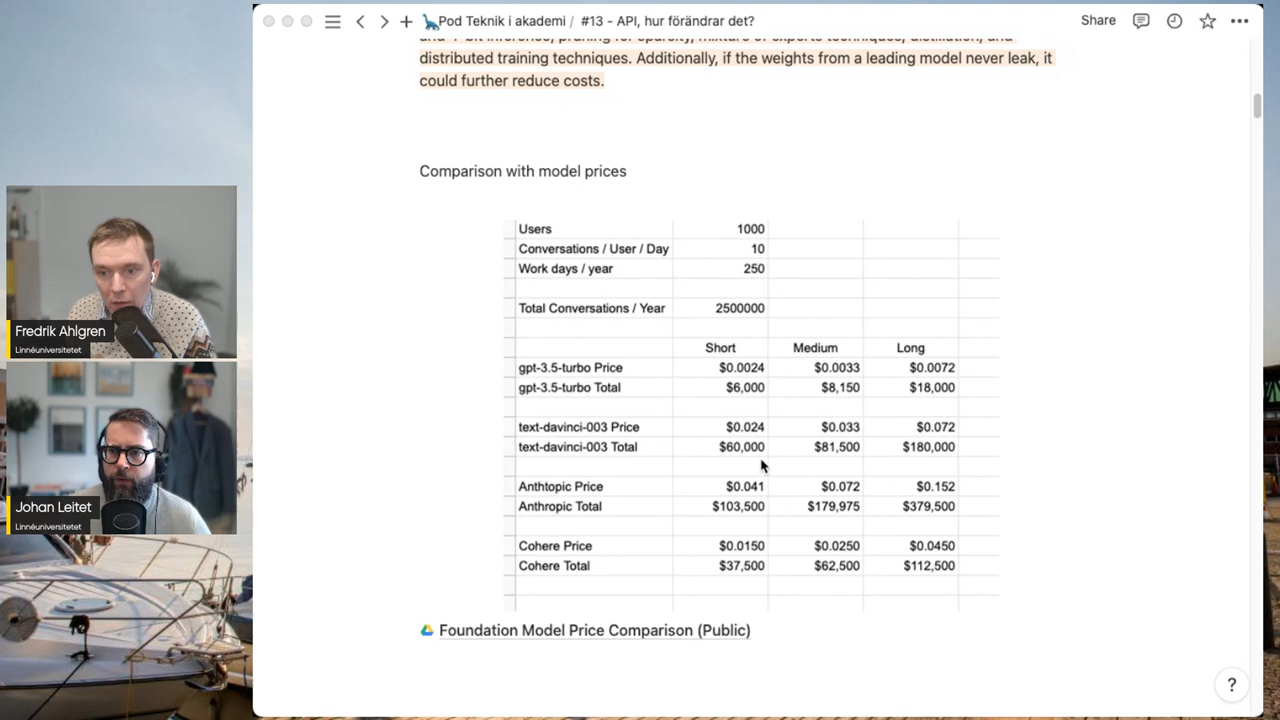 Pod Teknik i akademi / #13 - API, hur förändrar det?
Share
distributed training techniques. Additionally, if the weights from a leading model never leak, it
could further reduce costs.
Comparison with model prices
Users 1000
Conversations / User / Day 10
Work days / year 250
Total Conversations / Year 2500000
Short Medium Long
gpt-3.5-turbo Price $0.0024 $0.0033 $0.0072
gpt-3.5-turbo Total $6,000 $8,150 $18,000
text-davinci-003 Price $0.024 $0.033 $0.072
text-davinci-003 Total $60,000 $81,500 $180,000
Anthtopic Price $0.041 $0.072 $0.152
Anthropic Total $103,500 $179,975 $379,500
Cohere Price $0.0150 $0.0250 $0.0450
Cohere Total $37,500 $62,500 $112,500
Foundation Model Price Comparison (Public)
?
Fredrik Ahlgren
Linnéuniversitetet
Johan Leitet
Linnéuniversitetet